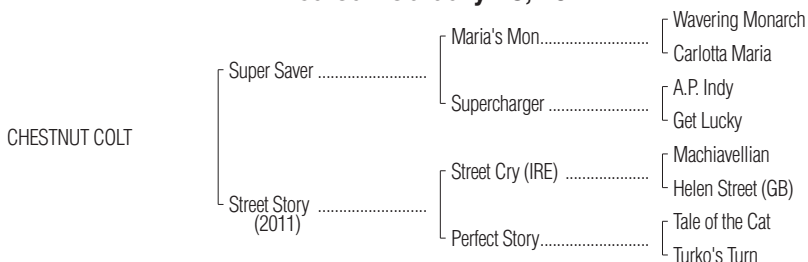 Wavering Monarch
Maria's Mon.........................
Carlotta Maria
Super Saver .........................
A.P. Indy
Supercharger .......................
Get Lucky
CHESTNUT COLT
Machiavellian
Street Cry (IRE) ...................
Helen Street (GB)
Street Story .........................
(2011)
Tale of the Cat
Perfect Story.........................
Turko's Turn